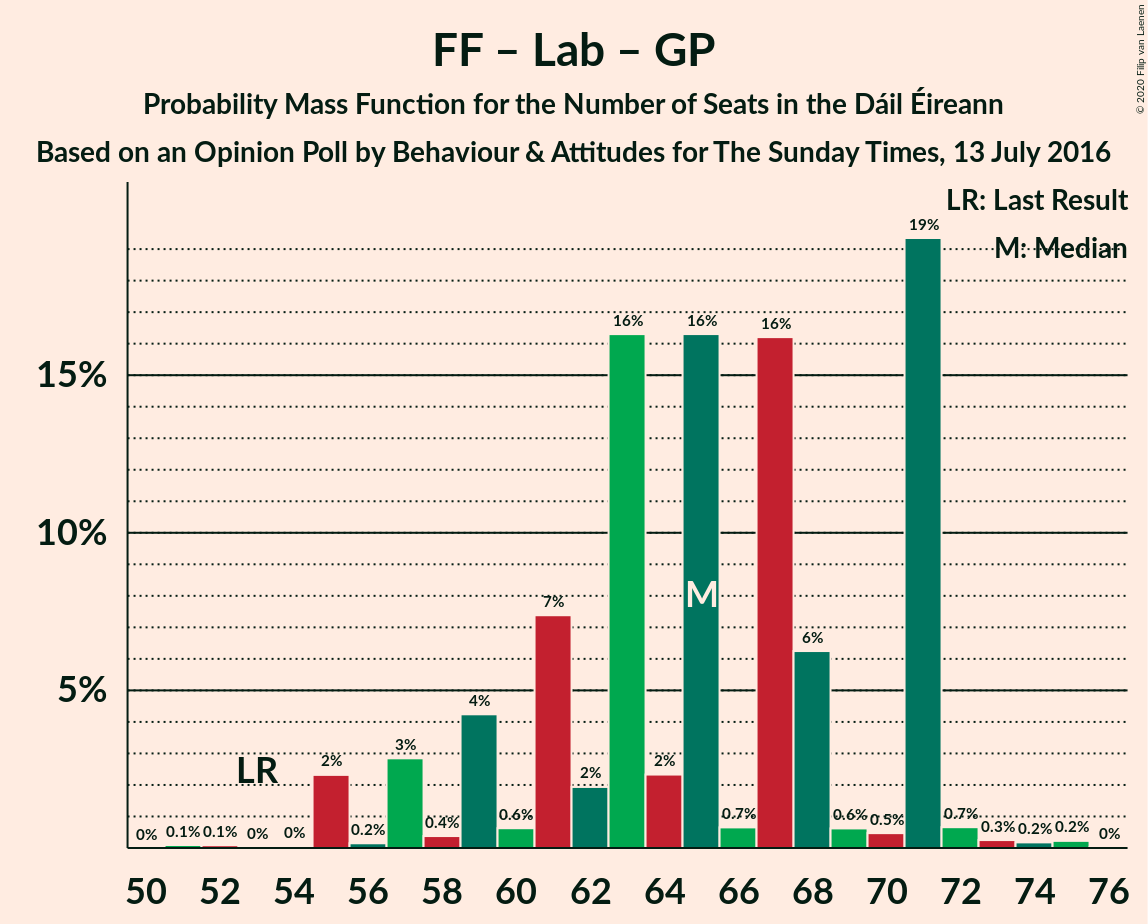 FF – Lab – GP
Probability Mass Function for the Number of Seats in the Dáil Éireann
Based on an Opinion Poll by Behaviour & Attitudes for The Sunday Times, 13 July 2016
© 2020 Filip van Laenen
LR: Last Result
M: Median
15%
10%
5%
0% 0.1% 0.1% 0% 0% 2% 0.2% 3% 0.4% 4% 0.6% 7% 2% 16% 2% 16% 0.7% 16% 6% 0.6% 0.5% 19% 0.7% 0.3% 0.2% 0.2% 0%
LR
M
50 52 54 56 58 60 62 64 66 68 70 72 74 76